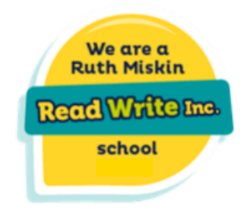 We are a
Ruth Miskin
Read Write Inc.
school